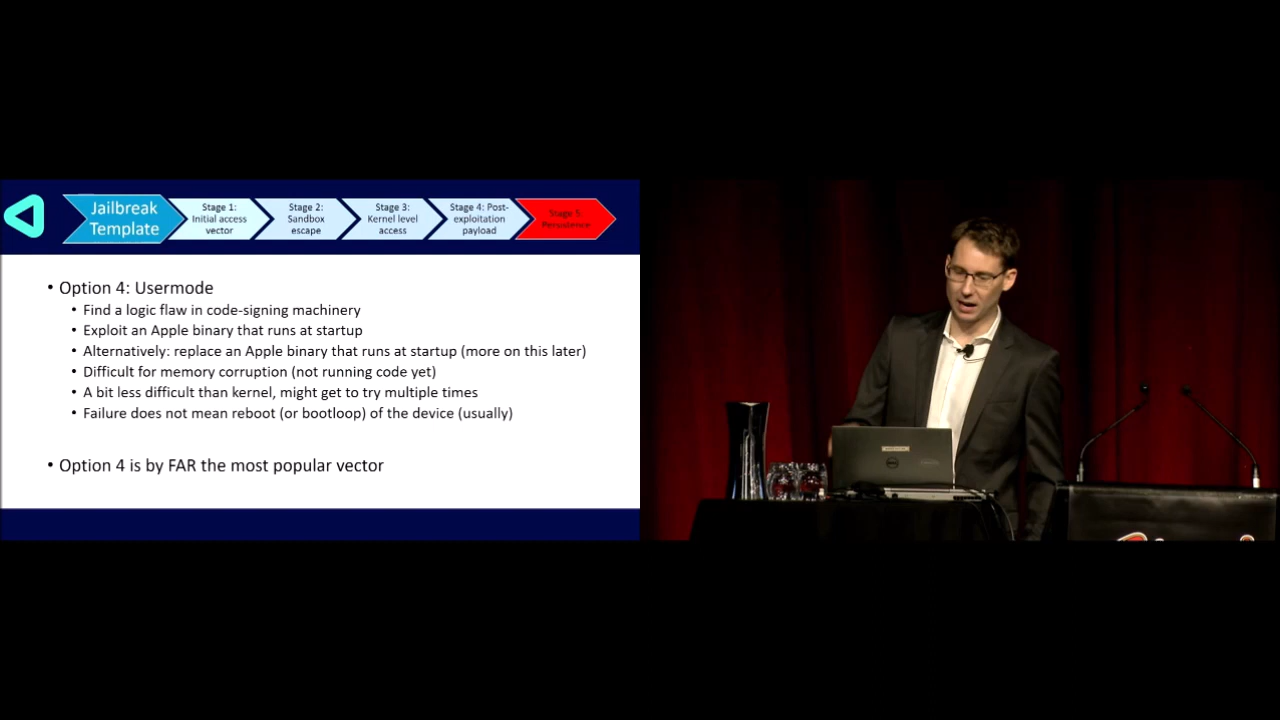 Jailbreak
Template
Stage 1:
Initial access
vector
Stage 2:
Sandbox
escape
Stage 3:
Kernel level
access
Stage 4: Post-
exploitation
payload
Stage 5:
Persistence
• Option 4: Usermode
• Find a logic flaw in code-signing machinery
• Exploit an Apple binary that runs at startup
• Alternatively: replace an Apple binary that runs at startup (more on this later)
• Difficult for memory corruption (not running code yet)
• A bit less difficult than kernel, might get to try multiple times
• Failure does not mean reboot (or bootloop) of the device (usually)
• Option 4 is by FAR the most popular vector
DELL